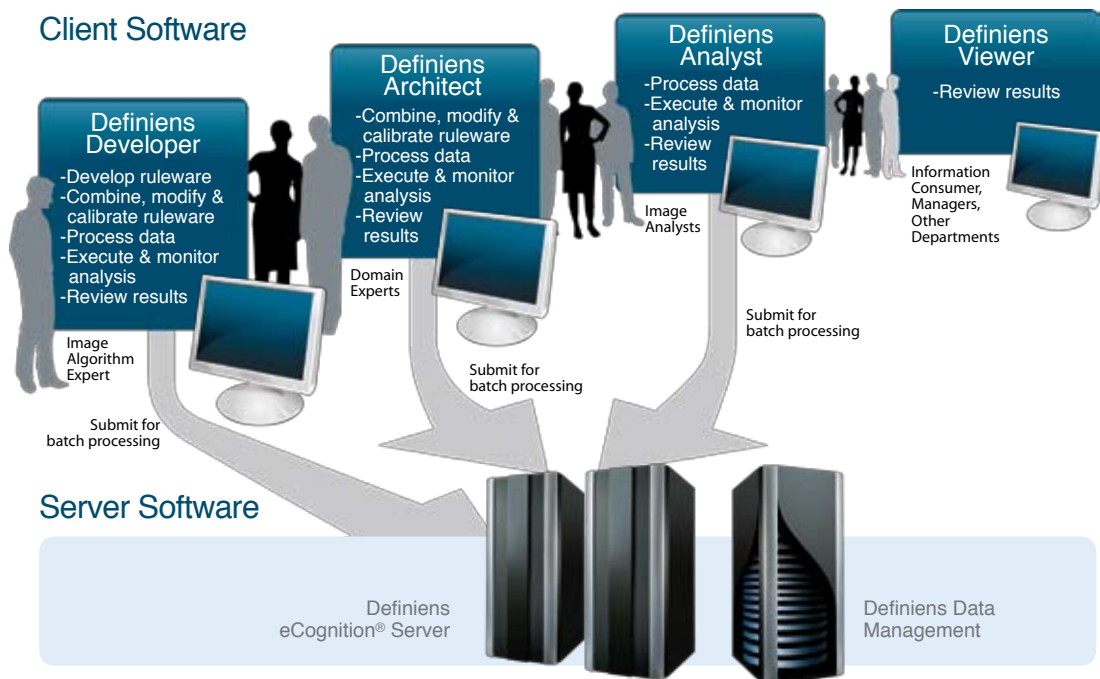 Client Software
Definiens
Developer
-Develop ruleware
-Combine, modify &
calibrate ruleware
-Process data
-Execute & monitor
analysis
-Review results
Image
Algorithm
Expert
Submit for
batch processing
Definiens
Architect
-Combine, modify &
calibrate ruleware
-Process data
-Execute & monitor
analysis
-Review
results
Domain
Experts
Submit for
batch processing
Definiens
Analyst
-Process data
-Execute & monitor
analysis
-Review
results
Image
Analysts
Submit for
batch processing
Definiens
Viewer
-Review results
Information
Consumer,
Managers,
Other
Departments
Server Software
Definiens
eCognition® Server
Definiens Data
Management